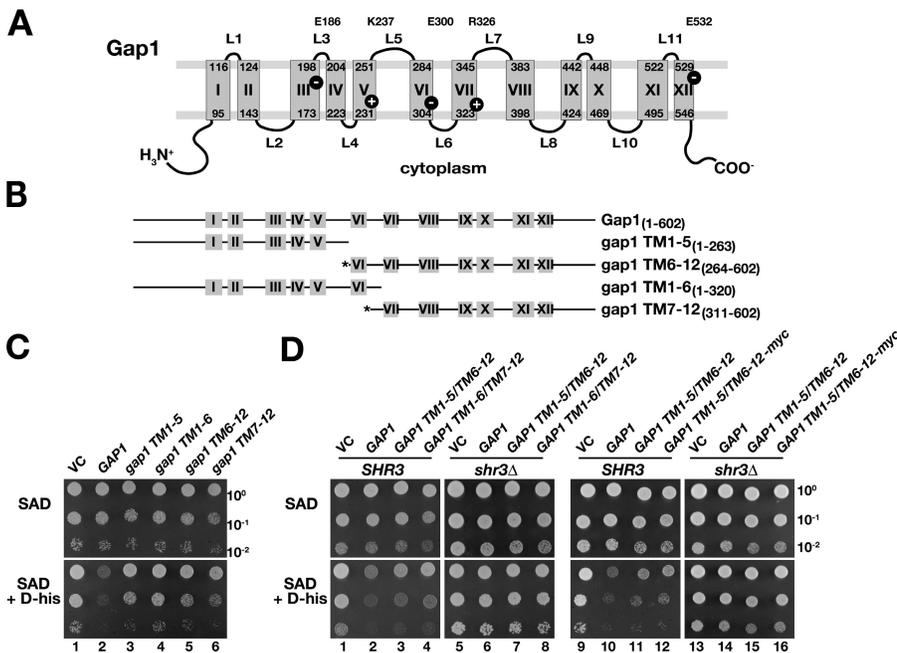 A
Gap1
E186 K237 E300 R326 E532
L1 L3 L5 L7 L9 L11
116 124 198 204 251 284 345 383 442 448 522 529
I II III IV V VI VII VIII IX X XI XII
- + - + -
95 143 173 223 231 304 323 398 424 469 495 546
L2 L4 L6 L8 L10
H3N+
cytoplasm
COO-
B
I II III IV V VI VII VIII IX X XI XII Gap1(1-602)
I II III IV V gap1 TM1-5(1-263)
* VI VII VIII IX X XI XII gap1 TM6-12(264-602)
I II III IV V VI gap1 TM1-6(1-320)
* VII VIII IX X XI XII gap1 TM7-12(311-602)
C
VC GAP1 gap1 TM1-5 gap1 TM1-6 gap1 TM6-12 gap1 TM7-12
SAD
10^0
10^-1
10^-2
SAD
+ D-his
1 2 3 4 5 6
D
VC GAP1 GAP1 TM1-5/TM6-12 GAP1 TM1-6/TM7-12 VC GAP1 GAP1 TM1-5/TM6-12 GAP1 TM1-6/TM7-12 VC GAP1 GAP1 TM1-5/TM6-12 GAP1 TM1-5/TM6-12-myc VC GAP1 GAP1 TM1-5/TM6-12 GAP1 TM1-5/TM6-12-myc
SHR3 shr3Δ SHR3 shr3Δ
SAD
10^0
10^-1
10^-2
SAD
+ D-his
1 2 3 4 5 6 7 8 9 10 11 12 13 14 15 16